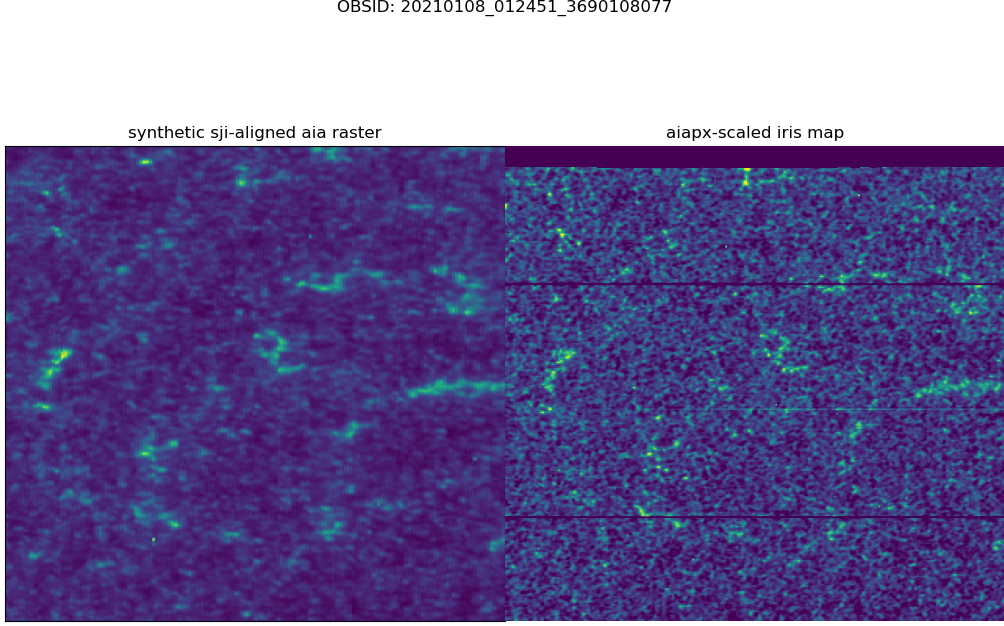 OBSID: 20210108_012451_3690108077
synthetic sji-aligned aia raster
aiapx-scaled iris map